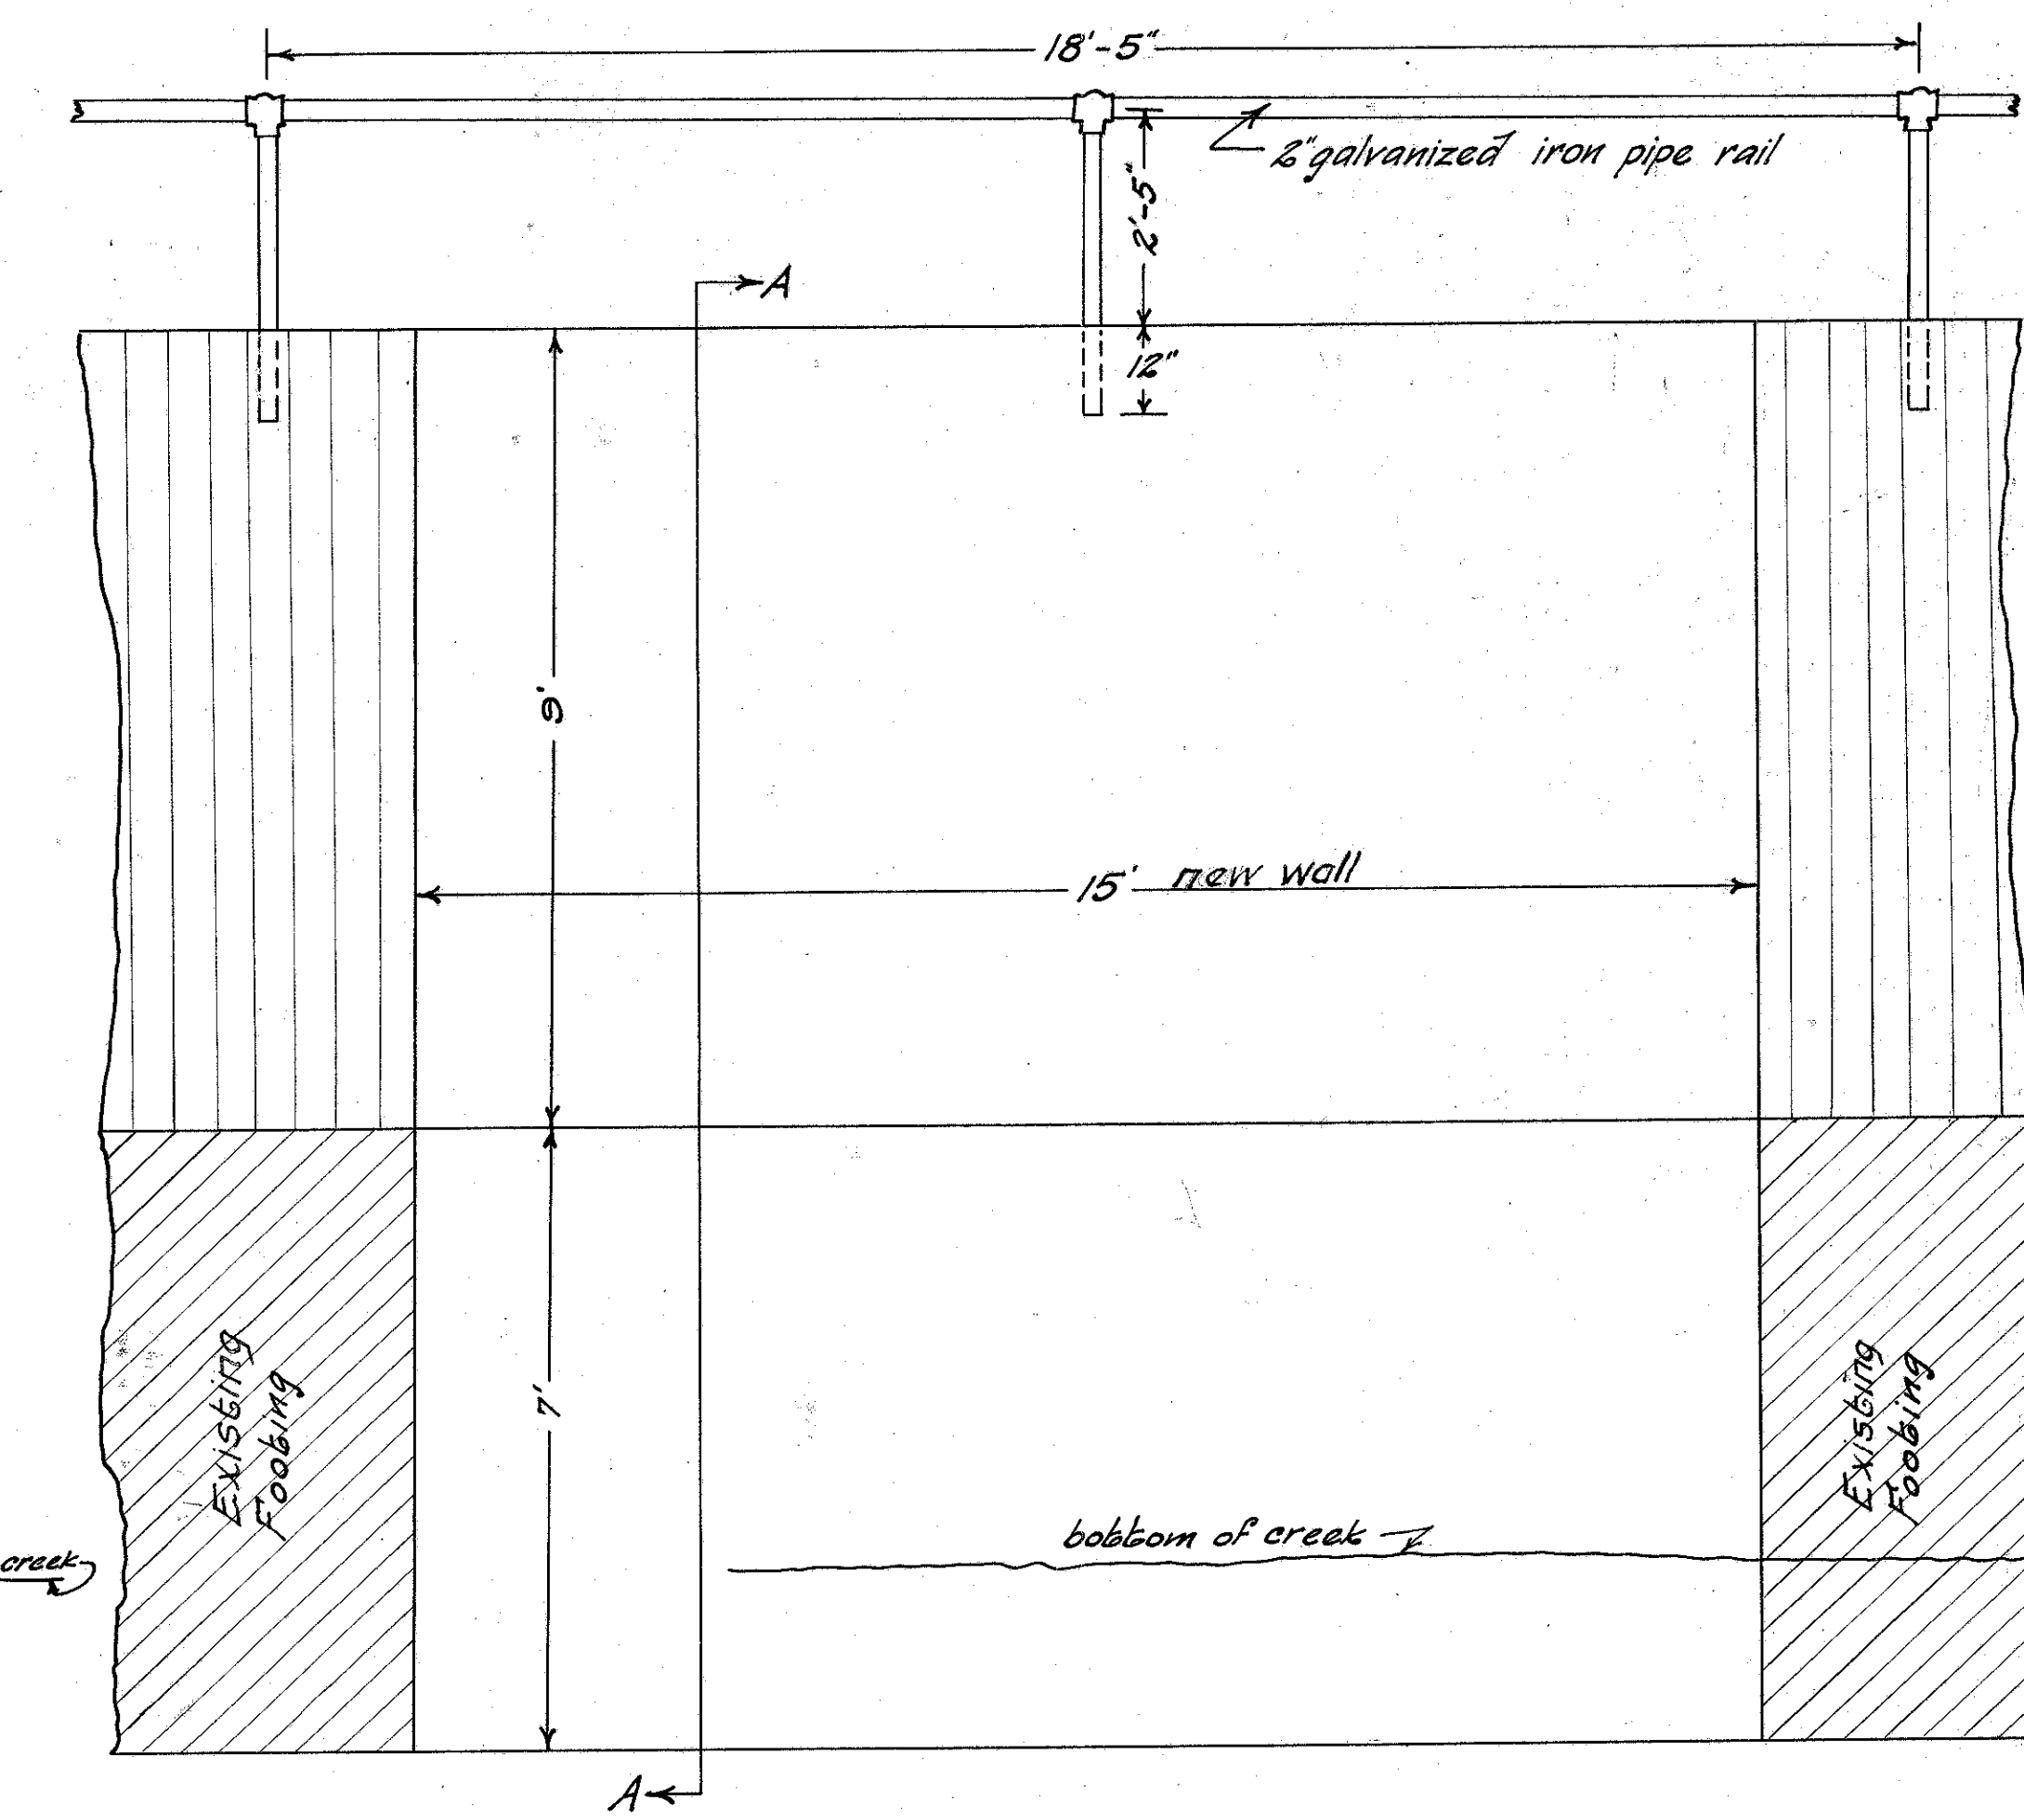 18'-5"
2" galvanized iron pipe rail
2'-5"
A
12"
9'
15' new wall
7'
Existing
Footing
Existing
Footing
bottom of creek
creek
A